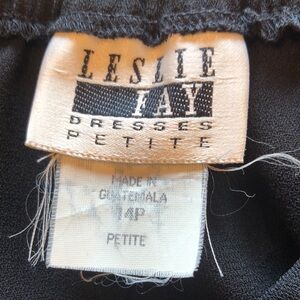 LESLIE
FAY
DRESSES
PETITE
MADE IN
GUATEMALA
14P
PETITE